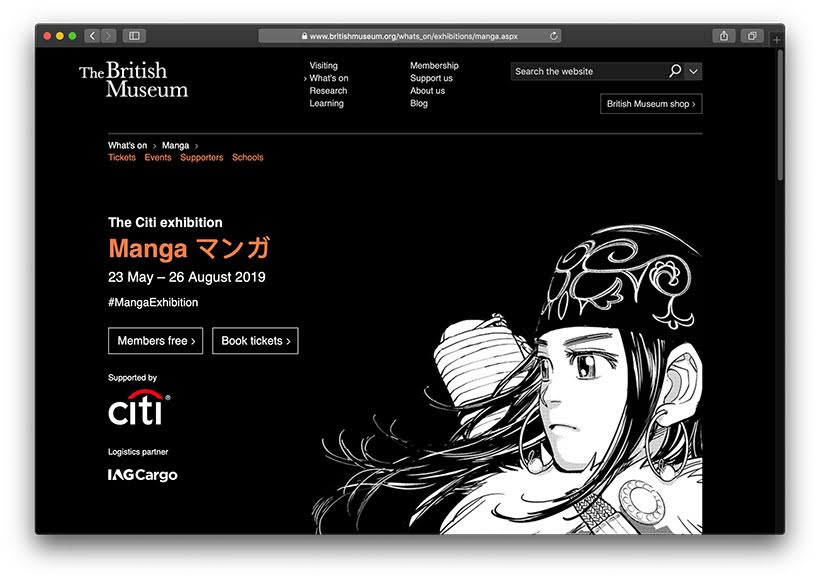 www.britishmuseum.org/whats_on/exhibitions/manga.aspx
The British
Museum
Visiting
› What's on
Research
Learning
Membership
Support us
About us
Blog
Search the website
British Museum shop ›
What's on › Manga ›
Tickets Events Supporters Schools
The Citi exhibition
Manga マンガ
23 May – 26 August 2019
#MangaExhibition
Members free ›
Book tickets ›
Supported by
citi®
Logistics partner
IAGCargo